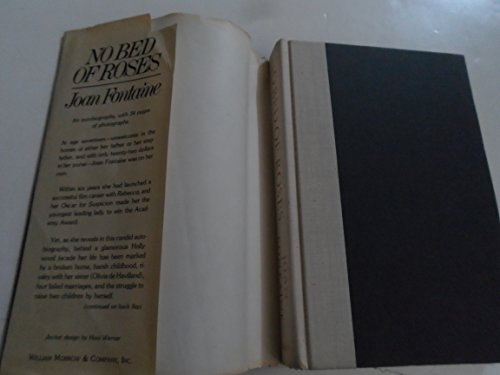 NO BED
OF ROSES
Joan Fontaine
An autobiography, with 34 pages
of photographs.
At age seventeen—unwelcome in the
homes of either her father or her step-
father, and with only twenty-two dollars
in her purse—Joan Fontaine was on her
own.
Within six years she had launched a
successful film career with Rebecca, and
her Oscar for Suspicion made her the
youngest leading lady to win the Acad-
emy Award.
Yet, as she reveals in this candid auto-
biography, behind a glamorous Holly-
wood facade her life has been marked
by a broken home, harsh childhood, ri-
valry with her sister (Olivia de Havilland),
four failed marriages, and the struggle to
raise two children by herself.
(continued on back flap)
Jacket design by Honi Werner
WILLIAM MORROW & COMPANY, INC.